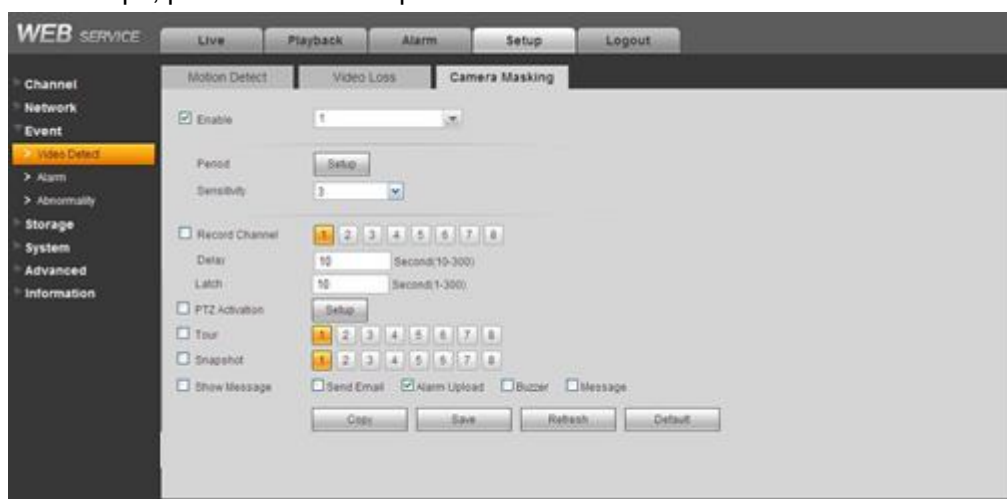 WEB SERVICE
Live Playback Alarm Setup Logout
Motion Detect Video Loss Camera Masking
Channel
Network
Event
> Video Detect
> Alarm
> Abnormality
Storage
System
Advanced
Information
Enable 1
Period Setup
Sensitivity 3
Record Channel 1 2 3 4 5 6 7 8
Delay 10 Second(10-300)
Latch 10 Second(1-300)
PTZ Activation Setup
Tour 1 2 3 4 5 6 7 8
Snapshot 1 2 3 4 5 6 7 8
Show Message Send Email Alarm Upload Buzzer Message
Copy Save Refresh Default